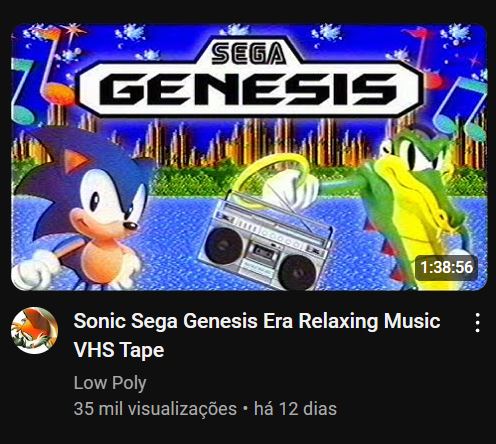 SEGA
GENESIS
1:38:56
Sonic Sega Genesis Era Relaxing Music
VHS Tape
Low Poly
35 mil visualizações • há 12 dias